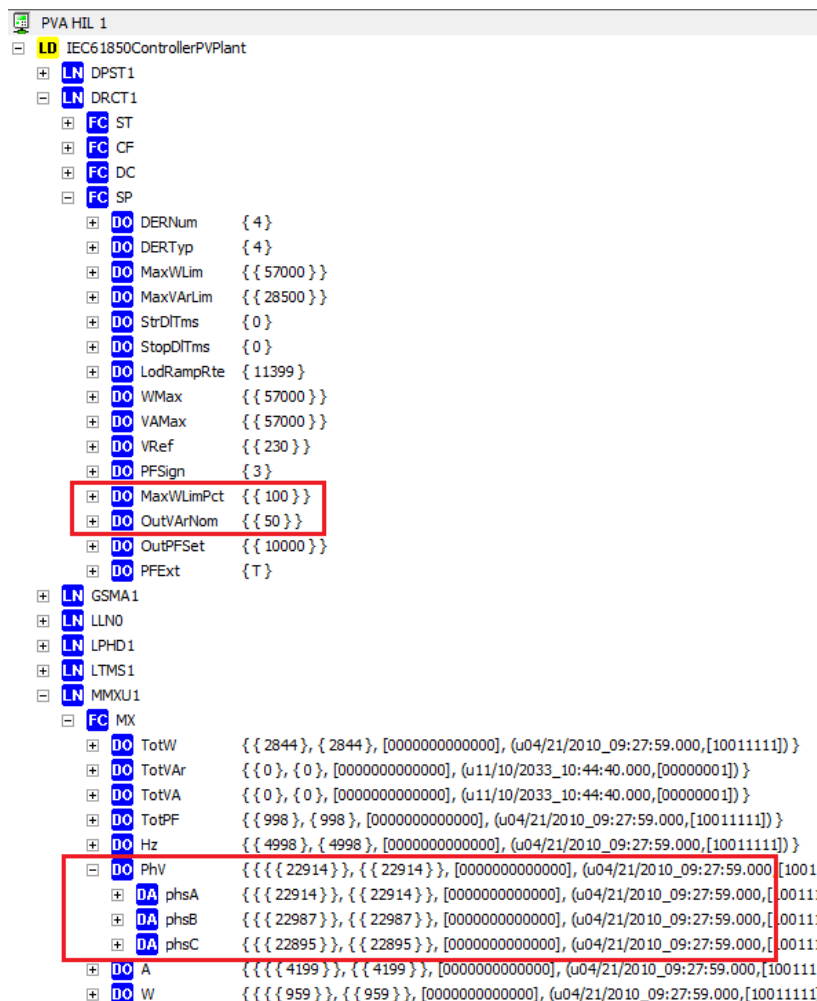 PVA HIL 1
LD IEC61850ControllerPVPlant
LN DPST1
LN DRCT1
FC ST
FC CF
FC DC
FC SP
DO DERNum { 4 }
DO DERTyp { 4 }
DO MaxWLim { { 57000 } }
DO MaxVArLim { { 28500 } }
DO StrDlTms { 0 }
DO StopDlTms { 0 }
DO LodRampRte { 11399 }
DO WMax { { 57000 } }
DO VAMax { { 57000 } }
DO VRef { { 230 } }
DO PFSign { 3 }
DO MaxWLimPct { { 100 } }
DO OutVArNom { { 50 } }
DO OutPFSet { { 10000 } }
DO PFExt { T }
LN GSMA1
LN LLN0
LN LPHD1
LN LTMS1
LN MMXU1
FC MX
DO TotW { { 2844 }, { 2844 }, [0000000000000], (u04/21/2010_09:27:59.000,[10011111]) }
DO TotVAr { { 0 }, { 0 }, [0000000000000], (u11/10/2033_10:44:40.000,[00000001]) }
DO TotVA { { 0 }, { 0 }, [0000000000000], (u11/10/2033_10:44:40.000,[00000001]) }
DO TotPF { { 998 }, { 998 }, [0000000000000], (u04/21/2010_09:27:59.000,[10011111]) }
DO Hz { { 4998 }, { 4998 }, [0000000000000], (u04/21/2010_09:27:59.000,[10011111]) }
DO PhV { { { { 22914 } }, { { 22914 } }, [0000000000000], (u04/21/2010_09:27:59.000,[1001
DA phsA { { { 22914 } }, { { 22914 } }, [0000000000000], (u04/21/2010_09:27:59.000,[10011
DA phsB { { { 22987 } }, { { 22987 } }, [0000000000000], (u04/21/2010_09:27:59.000,[10011
DA phsC { { { 22895 } }, { { 22895 } }, [0000000000000], (u04/21/2010_09:27:59.000,[10011
DO A { { { { 4199 } }, { { 4199 } }, [0000000000000], (u04/21/2010_09:27:59.000,[100111
DO W { { { { 959 } }, { { 959 } }, [0000000000000], (u04/21/2010_09:27:59.000,[10011111]